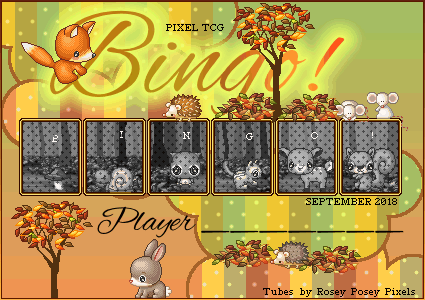 PIXEL TCG
Bingo!
I N G O !
SEPTEMBER 2018
Player
Tubes by Rosey Posey Pixels